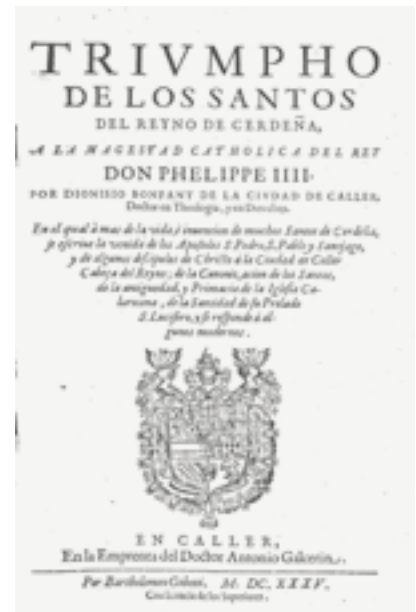 TRIVMPHO
DE LOS SANTOS
DEL REYNO DE CERDEÑA,
A LA MAGESTAD CATHOLICA DEL REY
DON PHELIPPE IIII.
POR DIONISIO BONFANT DE LA CIVDAD DE CALLER,
Doctor en Theologia, y en Derechos.
En el qual à mas de la vida, è inuencion de muchos Santos de Cerdeña,
se escriue la venida de los Apostoles S. Pedro, S. Pablo y Santiago,
y de algunos discipulos de Christo à la Ciudad de Caller
Cabeça del Reyno; de la Canonizacion de los Santos,
de la antiguedad, y Primacia de la Iglesia Ca-
laritana, de la Santidad de su Prelado
S. Lucifero, y se responde à al-
gunos modernos.
EN CALLER,
En la Emprenta del Doctor Antonio Galcerin,
Por Bartholomeo Gobetti, M. DC. XXXV.
Con licencia de los Superiores.